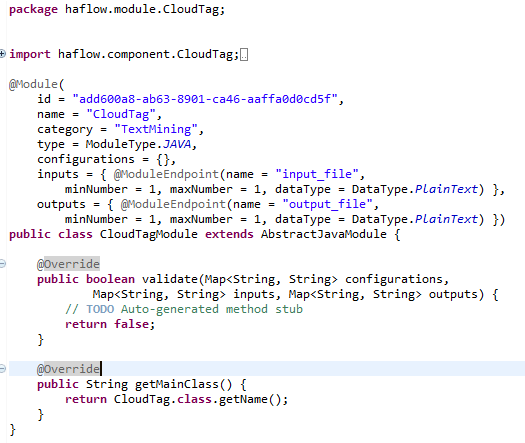 package haflow.module.CloudTag;
import haflow.component.CloudTag;
@Module(
id = "add600a8-ab63-8901-ca46-aaffa0d0cd5f",
name = "CloudTag",
category = "TextMining",
type = ModuleType.JAVA,
configurations = {},
inputs = { @ModuleEndpoint(name = "input_file",
minNumber = 1, maxNumber = 1, dataType = DataType.PlainText) },
outputs = { @ModuleEndpoint(name = "output_file",
minNumber = 1, maxNumber = 1, dataType = DataType.PlainText) })
public class CloudTagModule extends AbstractJavaModule {
@Override
public boolean validate(Map<String, String> configurations,
Map<String, String> inputs, Map<String, String> outputs) {
// TODO Auto-generated method stub
return false;
}
@Override
public String getMainClass() {
return CloudTag.class.getName();
}
}